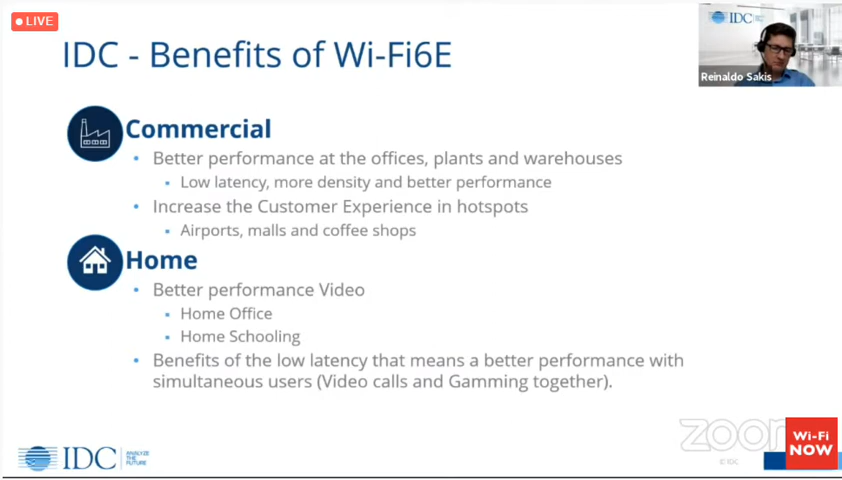 LIVE
IDC
Reinaldo Sakis
IDC - Benefits of Wi-Fi6E
Commercial
Better performance at the offices, plants and warehouses
Low latency, more density and better performance
Increase the Customer Experience in hotspots
Airports, malls and coffee shops
Home
Better performance Video
Home Office
Home Schooling
Benefits of the low latency that means a better performance with
simultaneous users (Video calls and Gamming together).
zoom
Wi-Fi
NOW
IDC
ANALYZE
THE
FUTURE
© IDC